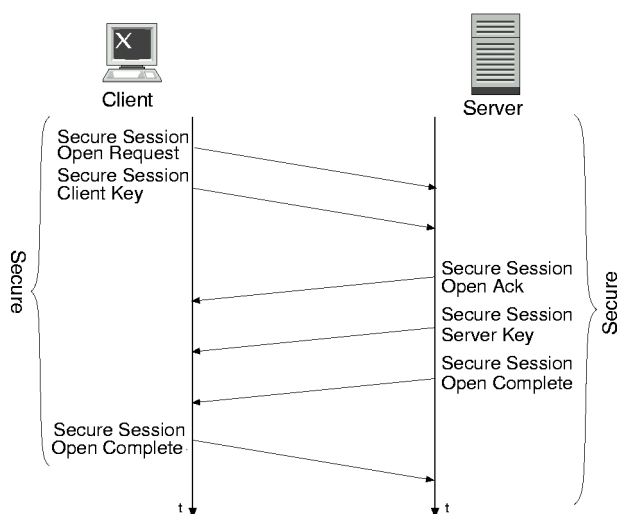 X
Client
Server
Secure Session
Open Request
Secure Session
Client Key
Secure
Secure Session
Open Ack
Secure Session
Server Key
Secure Session
Open Complete
Secure
Secure Session
Open Complete
t
t